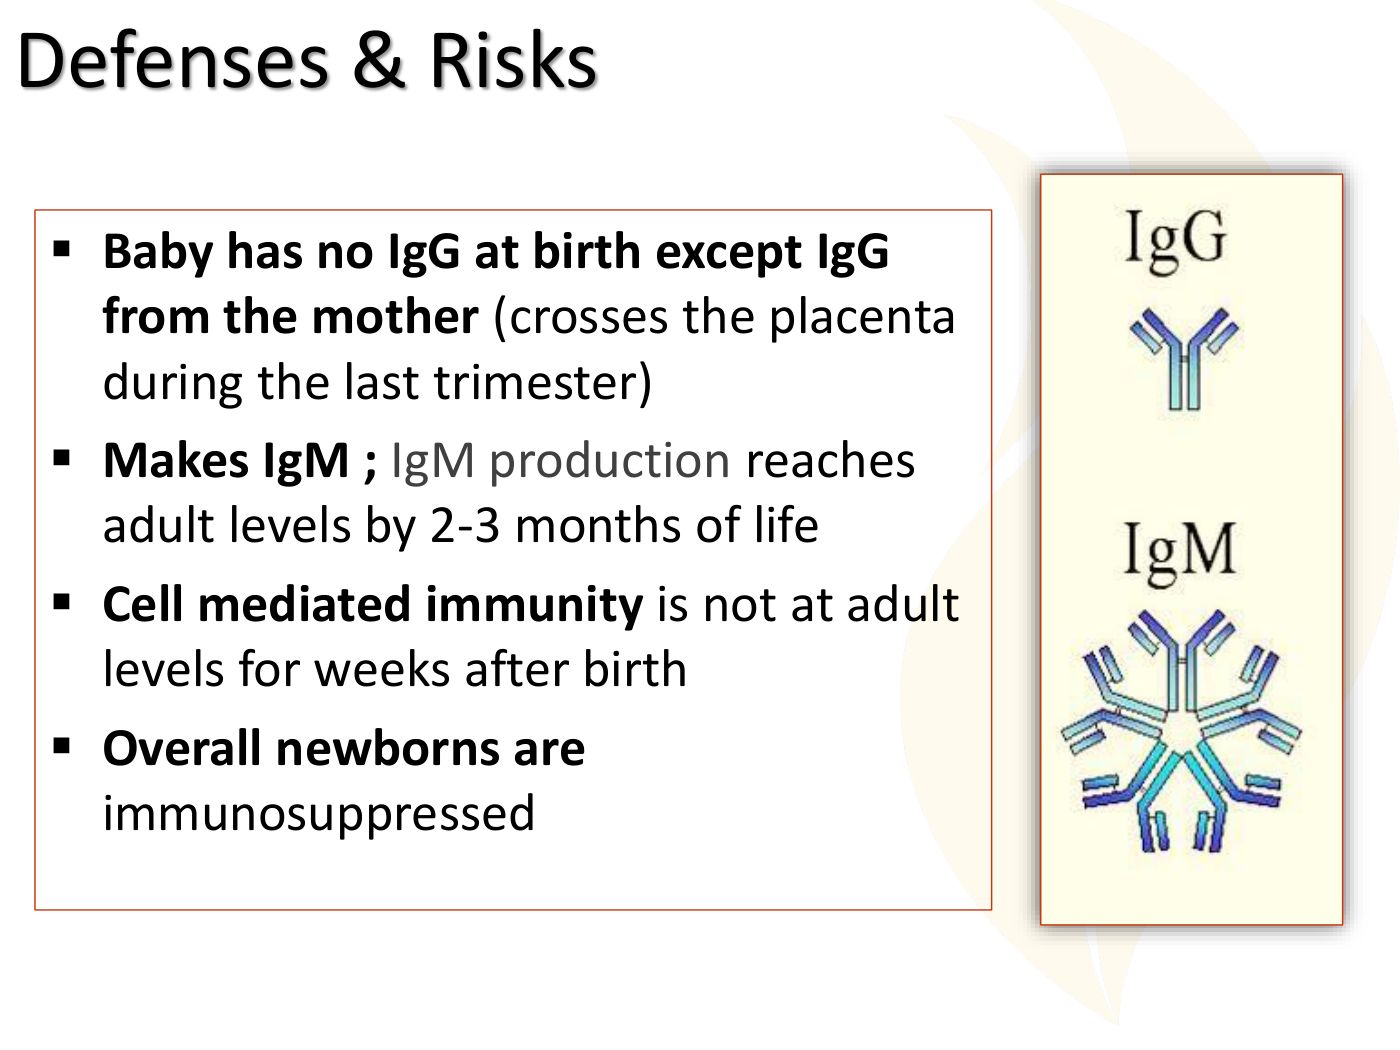 Defenses & Risks
▪ Baby has no IgG at birth except IgG
from the mother (crosses the placenta
during the last trimester)
▪ Makes IgM ; IgM production reaches
adult levels by 2-3 months of life
▪ Cell mediated immunity is not at adult
levels for weeks after birth
▪ Overall newborns are
immunosuppressed
IgG
IgM